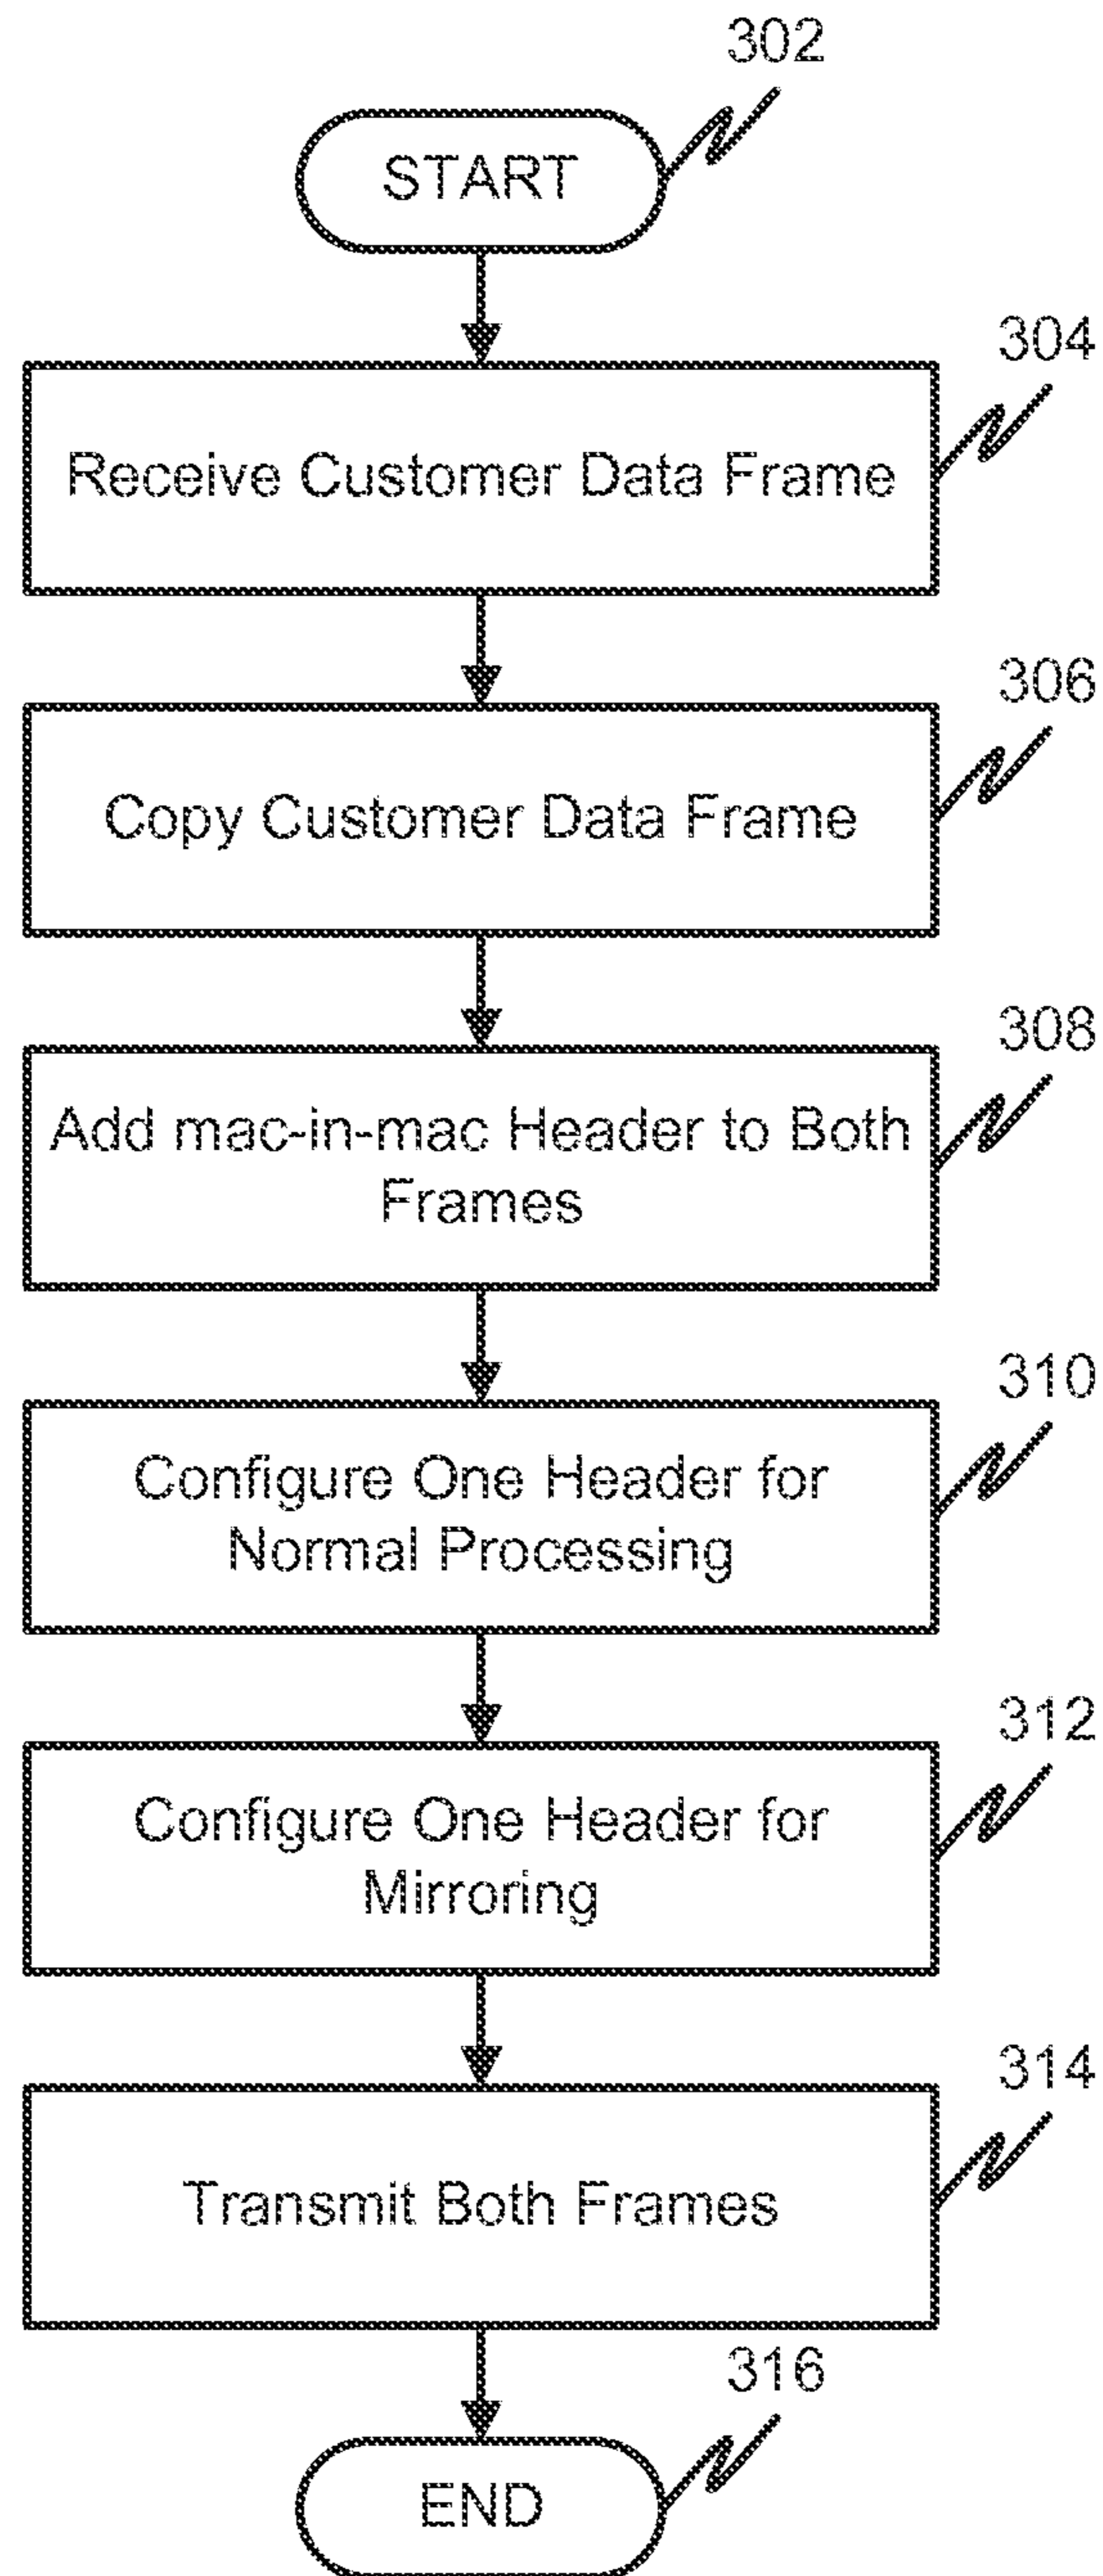 302
START
304
Receive Customer Data Frame
306
Copy Customer Data Frame
308
Add mac-in-mac Header to Both
Frames
310
Configure One Header for
Normal Processing
312
Configure One Header for
Mirroring
314
Transmit Both Frames
316
END